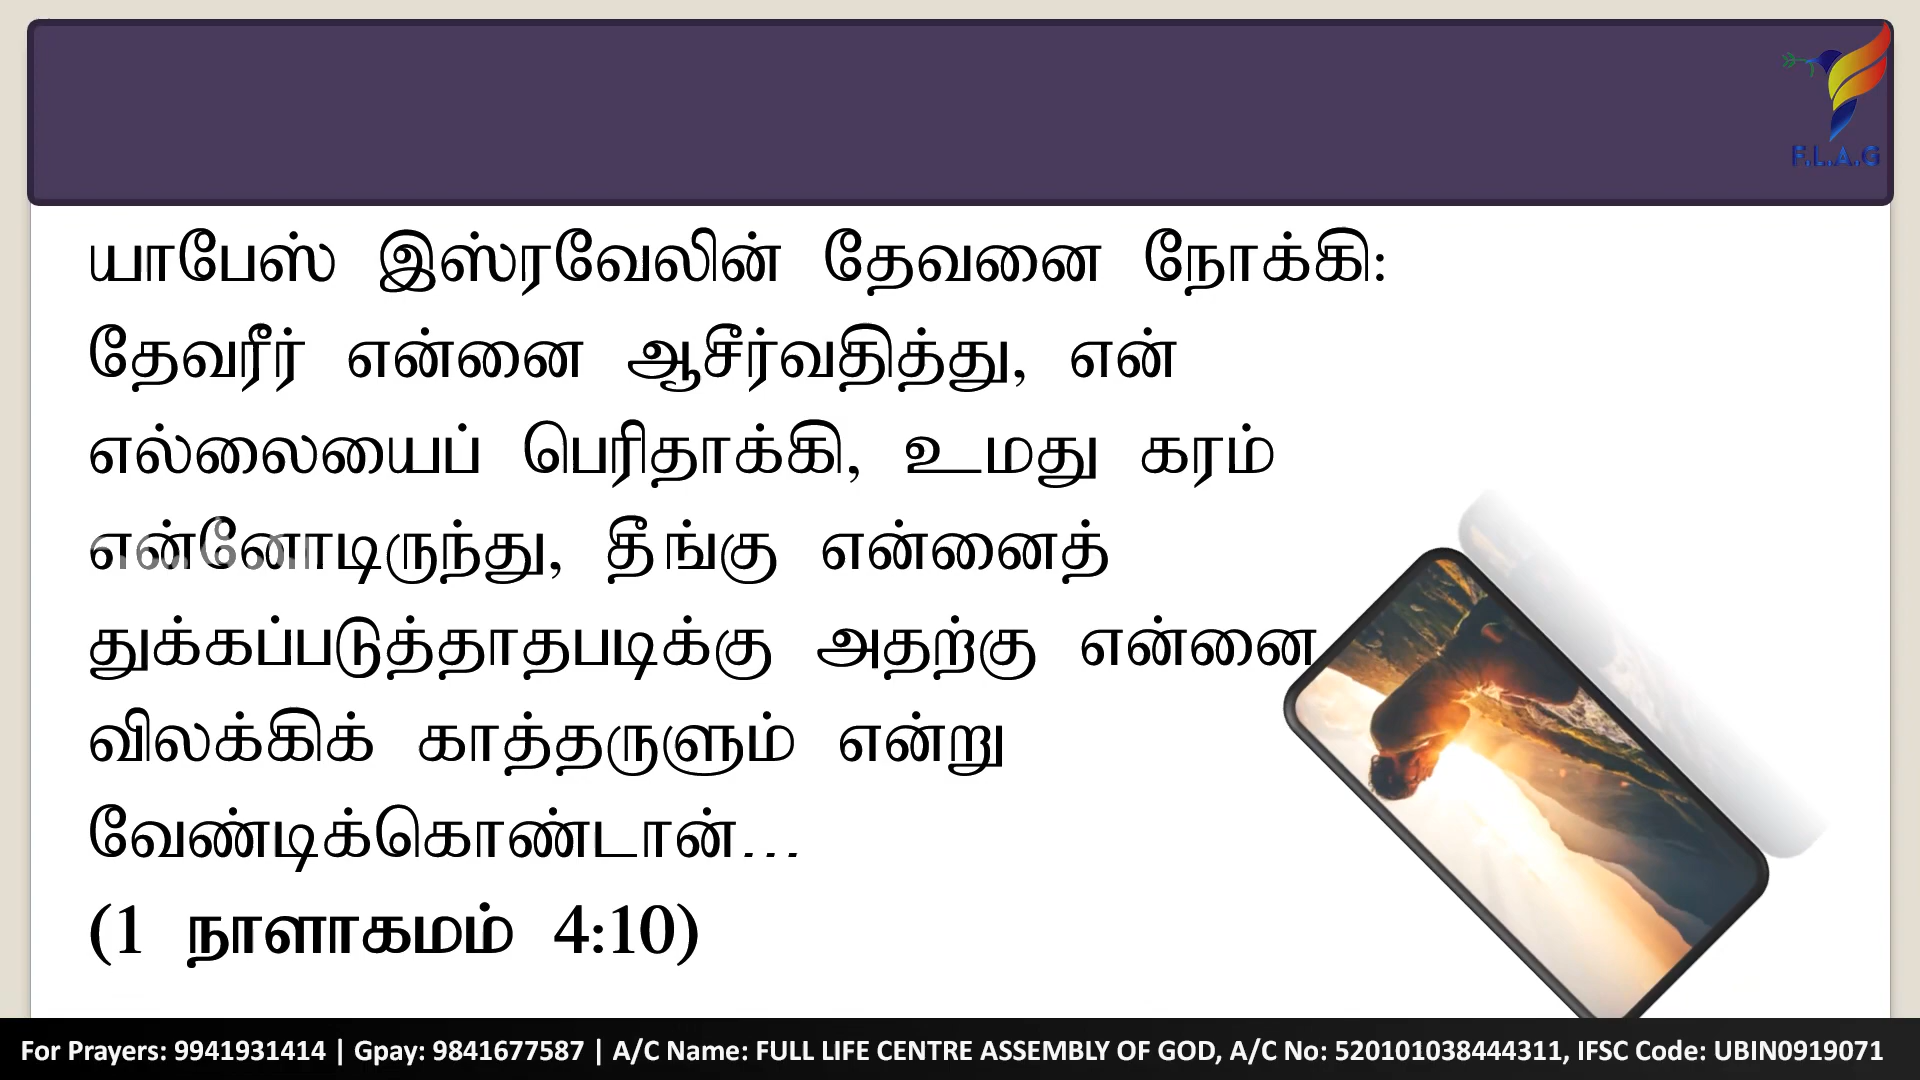 F.L.A.G
யாபேஸ் இஸ்ரவேலின் தேவனை நோக்கி:
தேவரீர் என்னை ஆசீர்வதித்து, என்
எல்லையைப் பெரிதாக்கி, உமது கரம்
என்னோடிருந்து, தீங்கு என்னைத்
துக்கப்படுத்தாதபடிக்கு அதற்கு என்னை
விலக்கிக் காத்தருளும் என்று
வேண்டிக்கொண்டான்...
(1 நாளாகமம் 4:10)
For Prayers: 9941931414 | Gpay: 9841677587 | A/C Name: FULL LIFE CENTRE ASSEMBLY OF GOD, A/C No: 520101038444311, IFSC Code: UBIN0919071